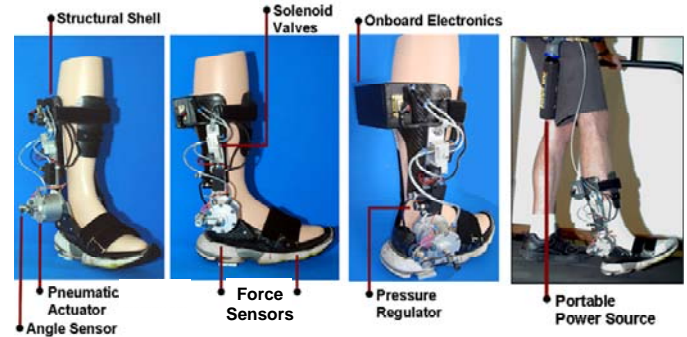 Structural Shell
Solenoid
Valves
Onboard Electronics
Pneumatic
Actuator
Angle Sensor
Force
Sensors
Pressure
Regulator
Portable
Power Source